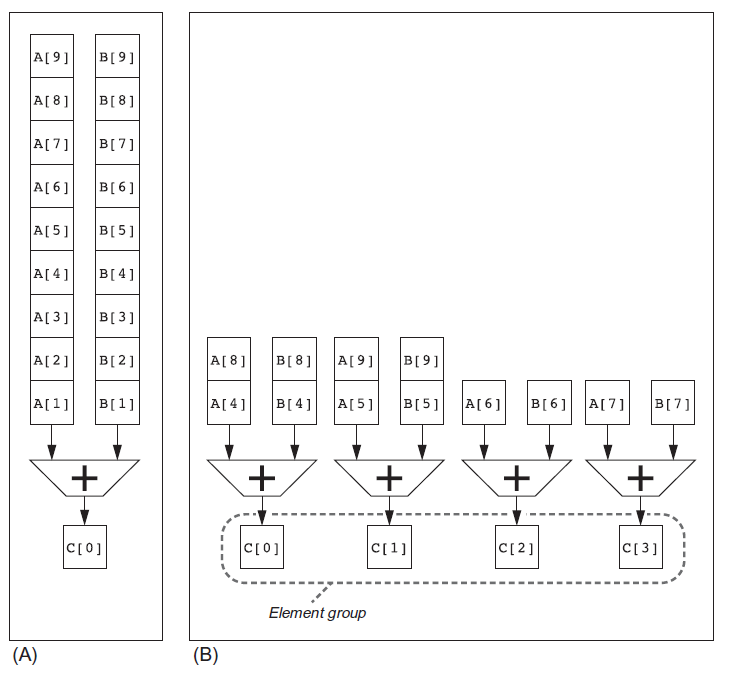 A[9] B[9]
A[8] B[8]
A[7] B[7]
A[6] B[6]
A[5] B[5]
A[4] B[4]
A[3] B[3]
A[2] B[2]
A[1] B[1]
+
C[0]
(A)
A[8] B[8] A[9] B[9]
A[4] B[4] A[5] B[5] A[6] B[6] A[7] B[7]
+ + + +
C[0] C[1] C[2] C[3]
Element group
(B)